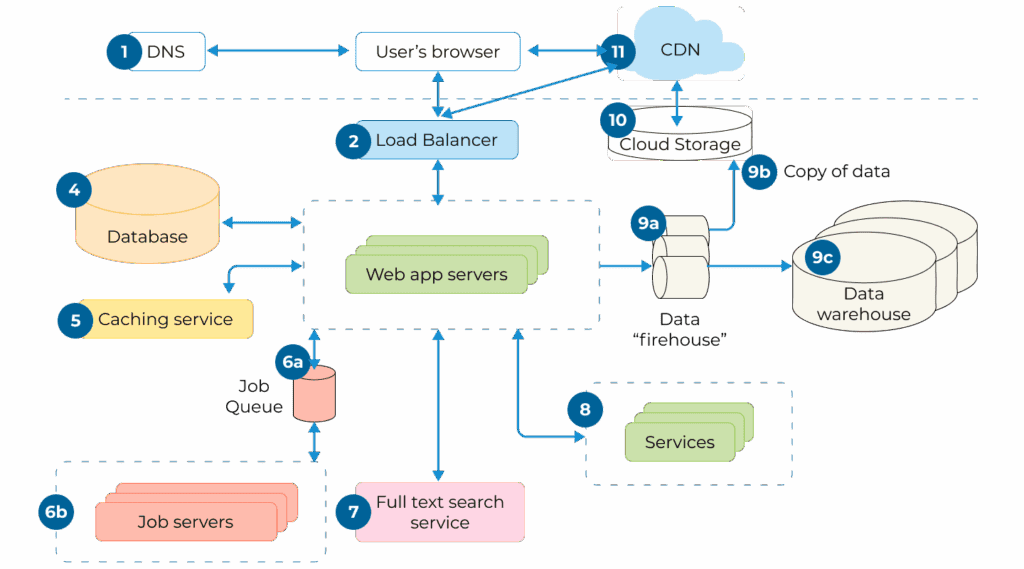 1 DNS
User's browser
11 CDN
2 Load Balancer
10
Cloud Storage
9b Copy of data
4
Database
9a
9c
Web app servers
Data
warehouse
5 Caching service
Data
“firehouse”
6a
Job
Queue
8
Services
6b
Job servers
7
Full text search
service